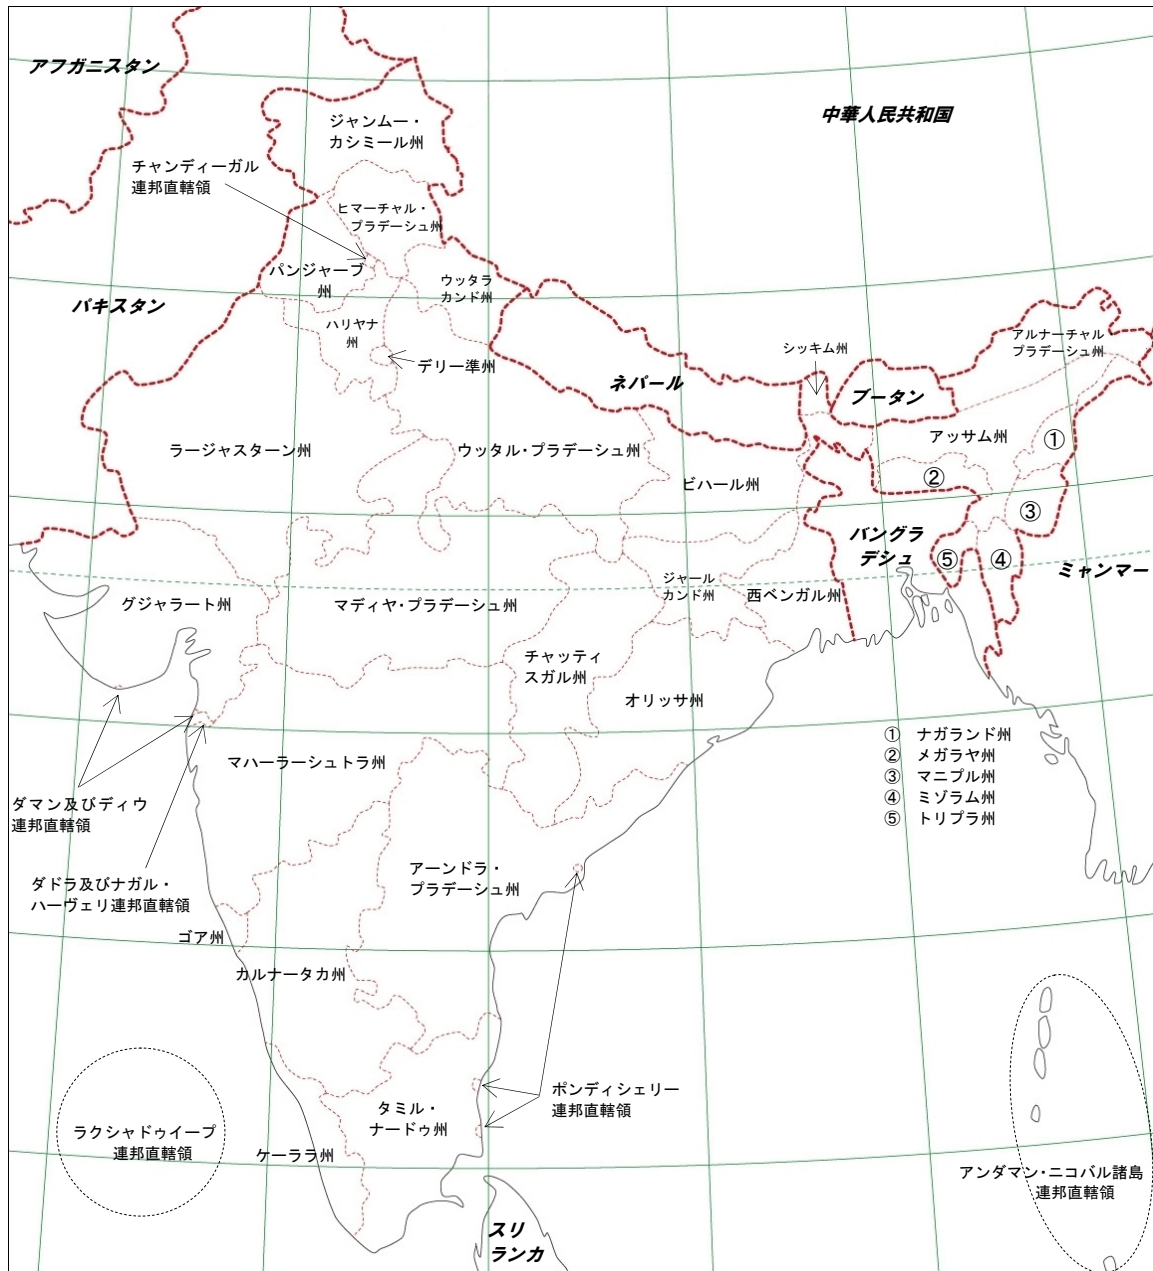 アフガニスタン
中華人民共和国
ジャンムー・
カシミール州
チャンディーガル
連邦直轄領
ヒマーチャル・
プラデーシュ州
パンジャーブ
州
ウッタラ
カンド州
パキスタン
ハリヤナ
州
デリー準州
ネパール
シッキム州
ブータン
アルナーチャル
プラデーシュ州
ラージャスターン州
ウッタル・プラデーシュ州
ビハール州
アッサム州
①
②
③
④
⑤
バングラ
デシュ
ミャンマー
グジャラート州
マディヤ・プラデーシュ州
ジャール
カンド州
西ベンガル州
チャッティ
スガル州
オリッサ州
マハーラーシュトラ州
① ナガランド州
② メガラヤ州
③ マニプル州
④ ミゾラム州
⑤ トリプラ州
ダマン及びディウ
連邦直轄領
ダドラ及びナガル・
ハーヴェリ連邦直轄領
アーンドラ・
プラデーシュ州
ゴア州
カルナータカ州
ポンディシェリー
連邦直轄領
タミル・
ナードゥ州
ラクシャドゥイープ
連邦直轄領
ケーララ州
アンダマン・ニコバル諸島
連邦直轄領
スリ
ランカ